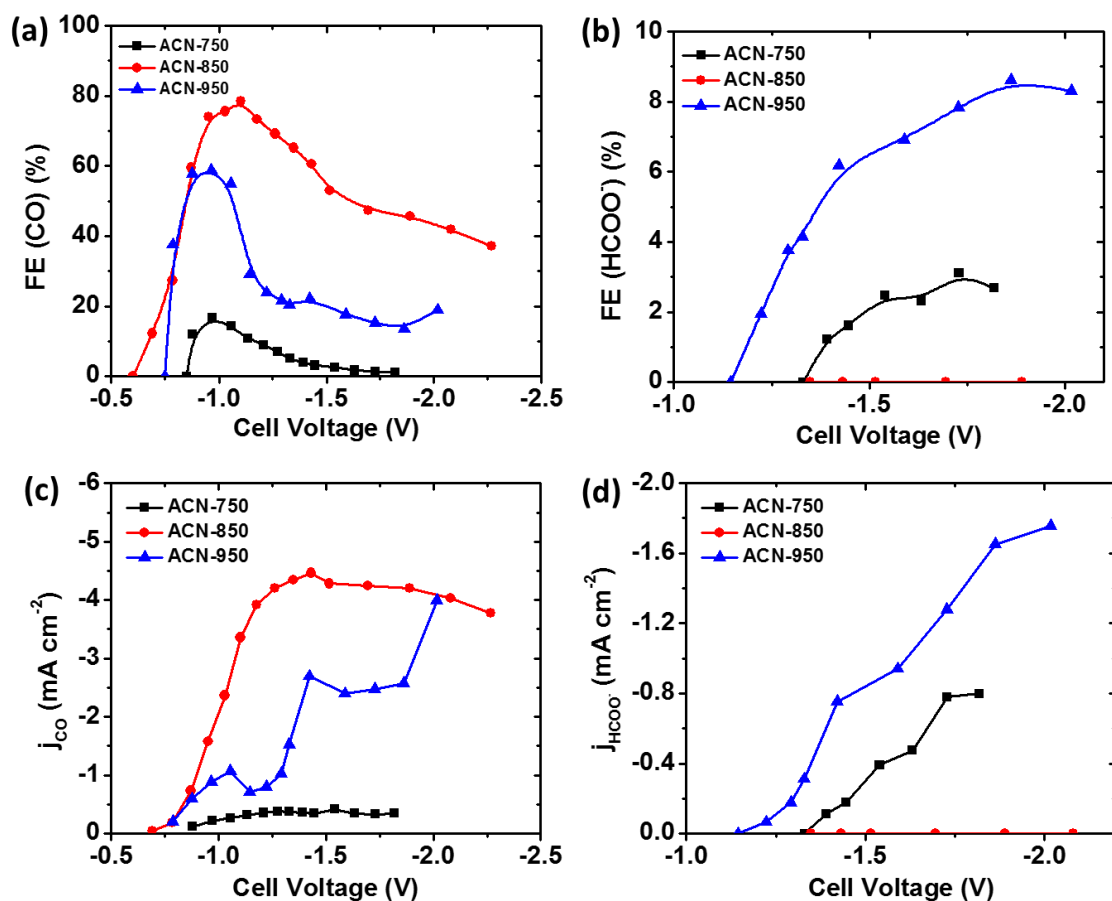 (a)
FE (CO) (%)
100
80
60
40
20
0
ACN-750
ACN-850
ACN-950
-0.5 -1.0 -1.5 -2.0 -2.5
Cell Voltage (V)
(b)
FE (HCOO⁻) (%)
10
8
6
4
2
0
ACN-750
ACN-850
ACN-950
-1.0 -1.5 -2.0
Cell Voltage (V)
(c)
j_CO (mA cm⁻²)
-6
-5
-4
-3
-2
-1
0
ACN-750
ACN-850
ACN-950
-0.5 -1.0 -1.5 -2.0 -2.5
Cell Voltage (V)
(d)
j_HCOO⁻ (mA cm⁻²)
-2.0
-1.6
-1.2
-0.8
-0.4
0.0
ACN-750
ACN-850
ACN-950
-1.0 -1.5 -2.0
Cell Voltage (V)